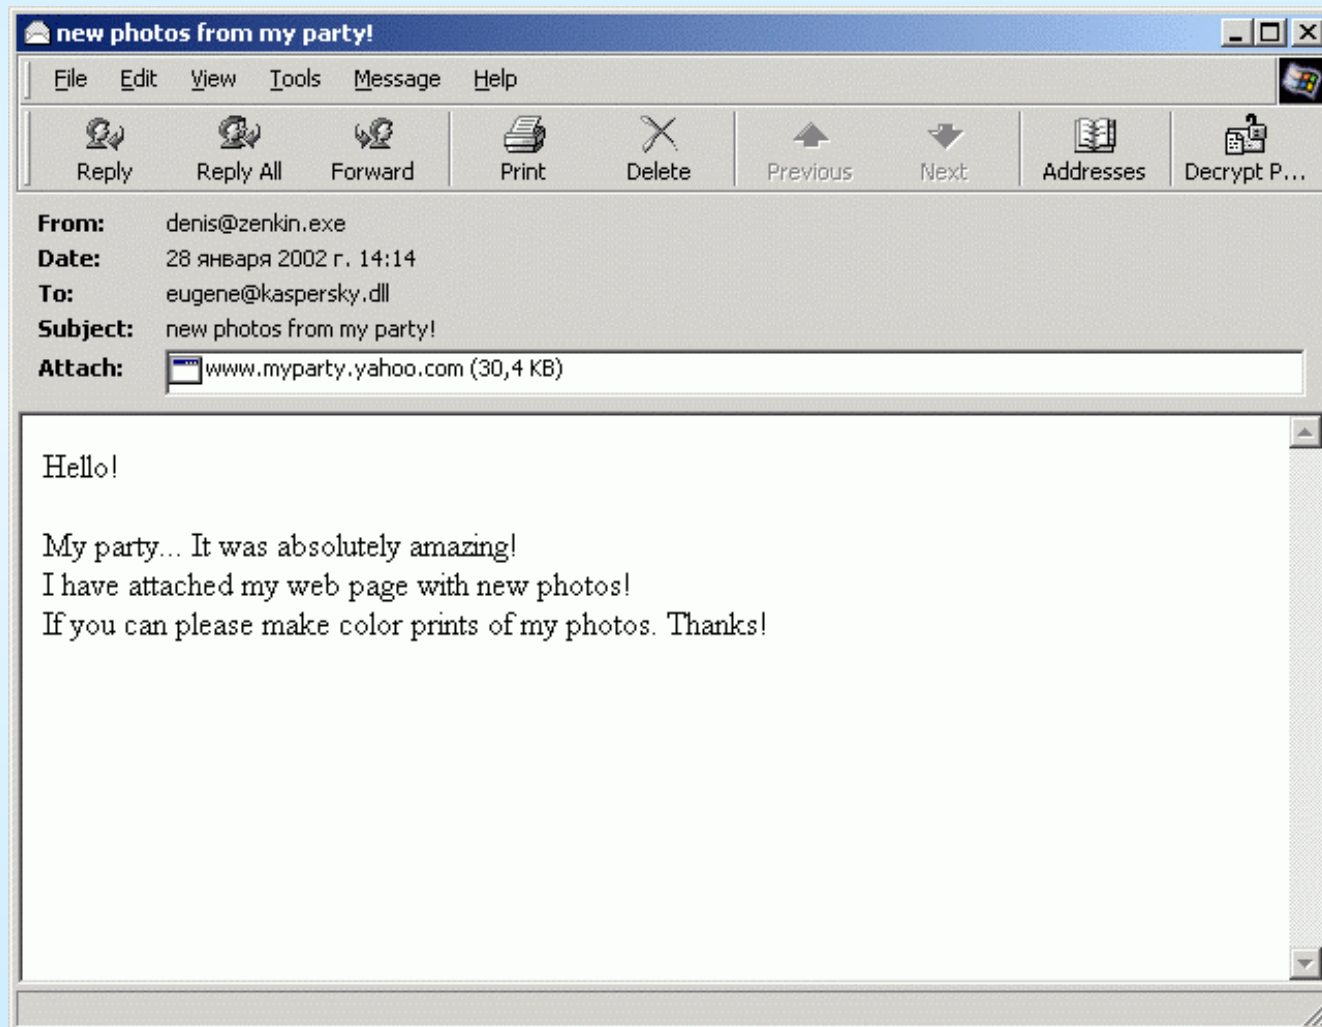 new photos from my party!
File Edit View Tools Message Help
Reply Reply All Forward Print Delete Previous Next Addresses Decrypt P...
From: denis@zenkin.exe
Date: 28 января 2002 г. 14:14
To: eugene@kaspersky.dll
Subject: new photos from my party!
Attach: www.myparty.yahoo.com (30,4 KB)
Hello!
My party... It was absolutely amazing!
I have attached my web page with new photos!
If you can please make color prints of my photos. Thanks!